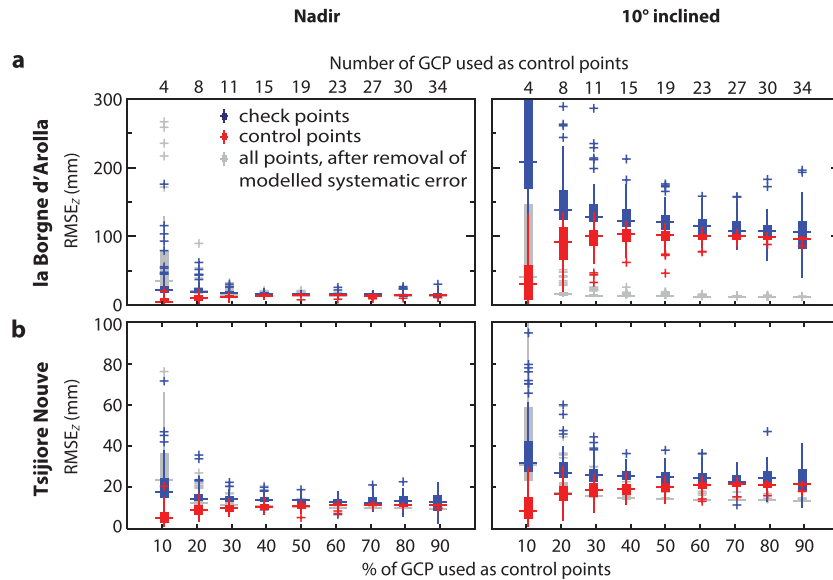 Nadir
10° inclined
a
Number of GCP used as control points
4 8 11 15 19 23 27 30 34
4 8 11 15 19 23 27 30 34
la Borgne d'Arolla
RMSEz (mm)
300
200
100
0
check points
control points
all points, after removal of
modelled systematic error
b
Tsijiore Nouve
RMSEz (mm)
100
80
60
40
20
0
10 20 30 40 50 60 70 80 90
10 20 30 40 50 60 70 80 90
% of GCP used as control points